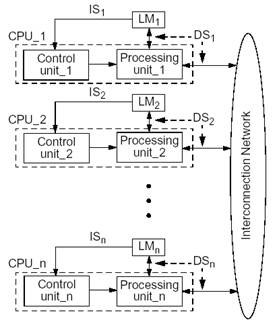 IS1
LM1
DS1
CPU_1
Control unit_1
Processing unit_1
IS2
LM2
DS2
CPU_2
Control unit_2
Processing unit_2
Interconnection Network
ISn
LMn
DSn
CPU_n
Control unit_n
Processing unit_n